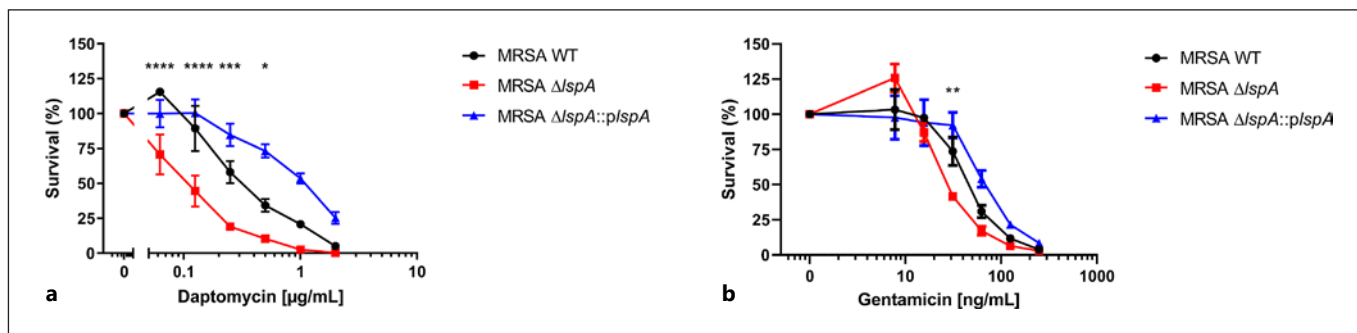 150
125
100
75
50
25
0
Survival (%)
**** **** *** *
0 0.1 1 10
Daptomycin [µg/mL]
MRSA WT
MRSA ΔlspA
MRSA ΔlspA::plspA
a
150
125
100
75
50
25
0
Survival (%)
**
0 10 100 1000
Gentamicin [ng/mL]
MRSA WT
MRSA ΔlspA
MRSA ΔlspA::plspA
b